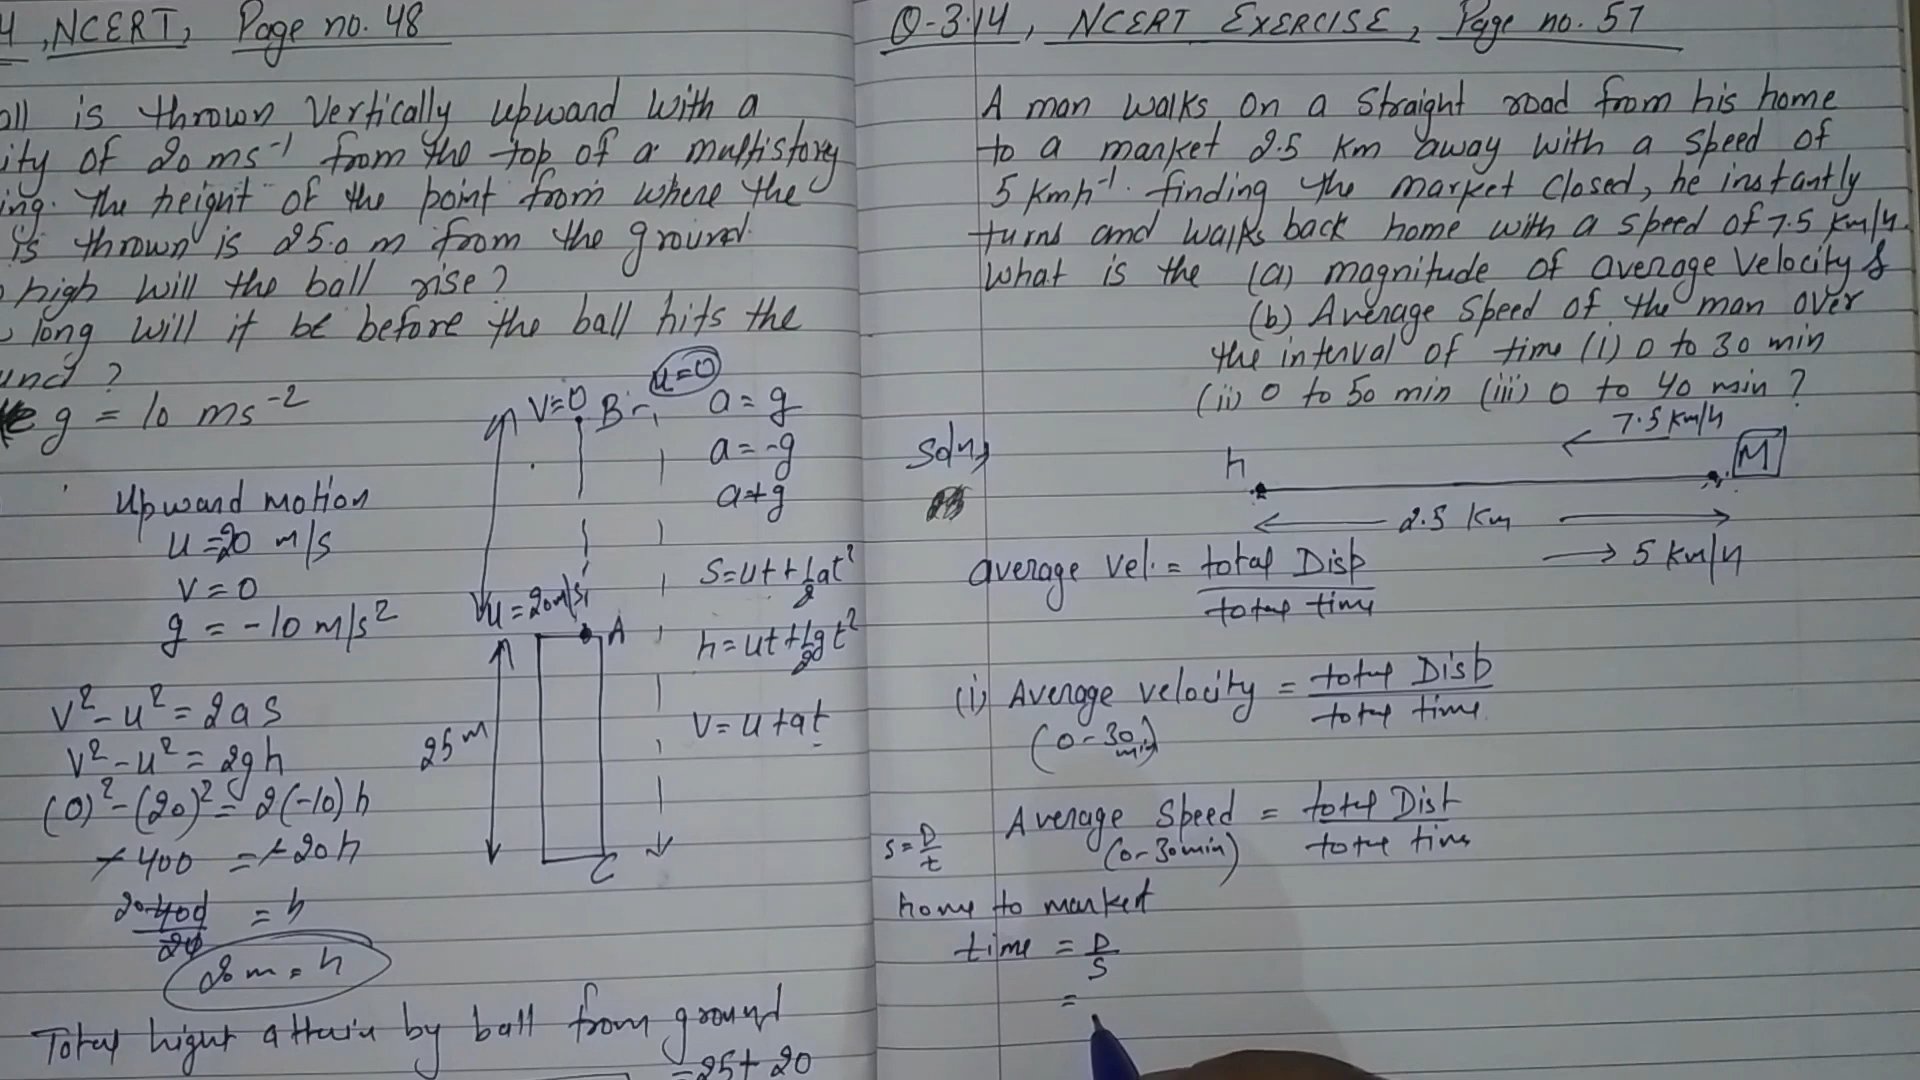 4, NCERT, Page no. 48
all is thrown vertically upward with a
ity of 20 ms⁻¹ from the top of a multistory
ing. The height of the point from where the
is thrown is 25.0 m from the ground.
high will the ball rise?
long will it be before the ball hits the
und?
g = 10 ms⁻²
Upward motion
u = 20 m/s
v = 0
g = -10 m/s²
v² - u² = 2as
v² - u² = 2gh
(0)² - (20)² = 2(-10)h
-400 = -20h
20 400/20 = h
20 m = h
Total hight attain by ball from ground
= 25 + 20
V=0 B
u=0
a = g
a = -g
a=+g
S = ut + 1/2 at²
h = ut + 1/2 gt²
V = u + at
u = 20 m/s
A
25 m
C
Q-3.14, NCERT EXERCISE, Page no. 57
A man walks on a straight road from his home
to a market 2.5 km away with a speed of
5 kmh⁻¹. finding the market closed, he instantly
turns and walks back home with a speed of 7.5 km/h.
What is the (a) magnitude of average velocity &
(b) Average speed of the man over
the interval of time (i) 0 to 30 min
(ii) 0 to 50 min (iii) 0 to 40 min?
Soln,
7.5 km/h
h
M
2.5 Km
5 km/h
average vel. = total Disp / total time
(i) Average velocity = total Disp / total time
(0-30 min)
Average speed = total Dist / total time
(0-30 min)
s = D/t
home to market
time = D/S
=